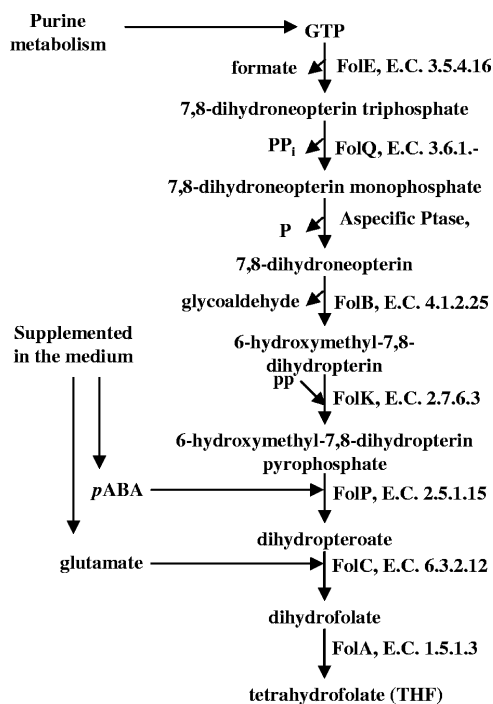 Purine
metabolism
GTP
formate
FolE, E.C. 3.5.4.16
7,8-dihydroneopterin triphosphate
PPi
FolQ, E.C. 3.6.1.-
7,8-dihydroneopterin monophosphate
P
Aspecific Ptase,
7,8-dihydroneopterin
glycoaldehyde
FolB, E.C. 4.1.2.25
Supplemented
in the medium
6-hydroxymethyl-7,8-
dihydropterin
pp
FolK, E.C. 2.7.6.3
6-hydroxymethyl-7,8-dihydropterin
pyrophosphate
pABA
FolP, E.C. 2.5.1.15
dihydropteroate
glutamate
FolC, E.C. 6.3.2.12
dihydrofolate
FolA, E.C. 1.5.1.3
tetrahydrofolate (THF)